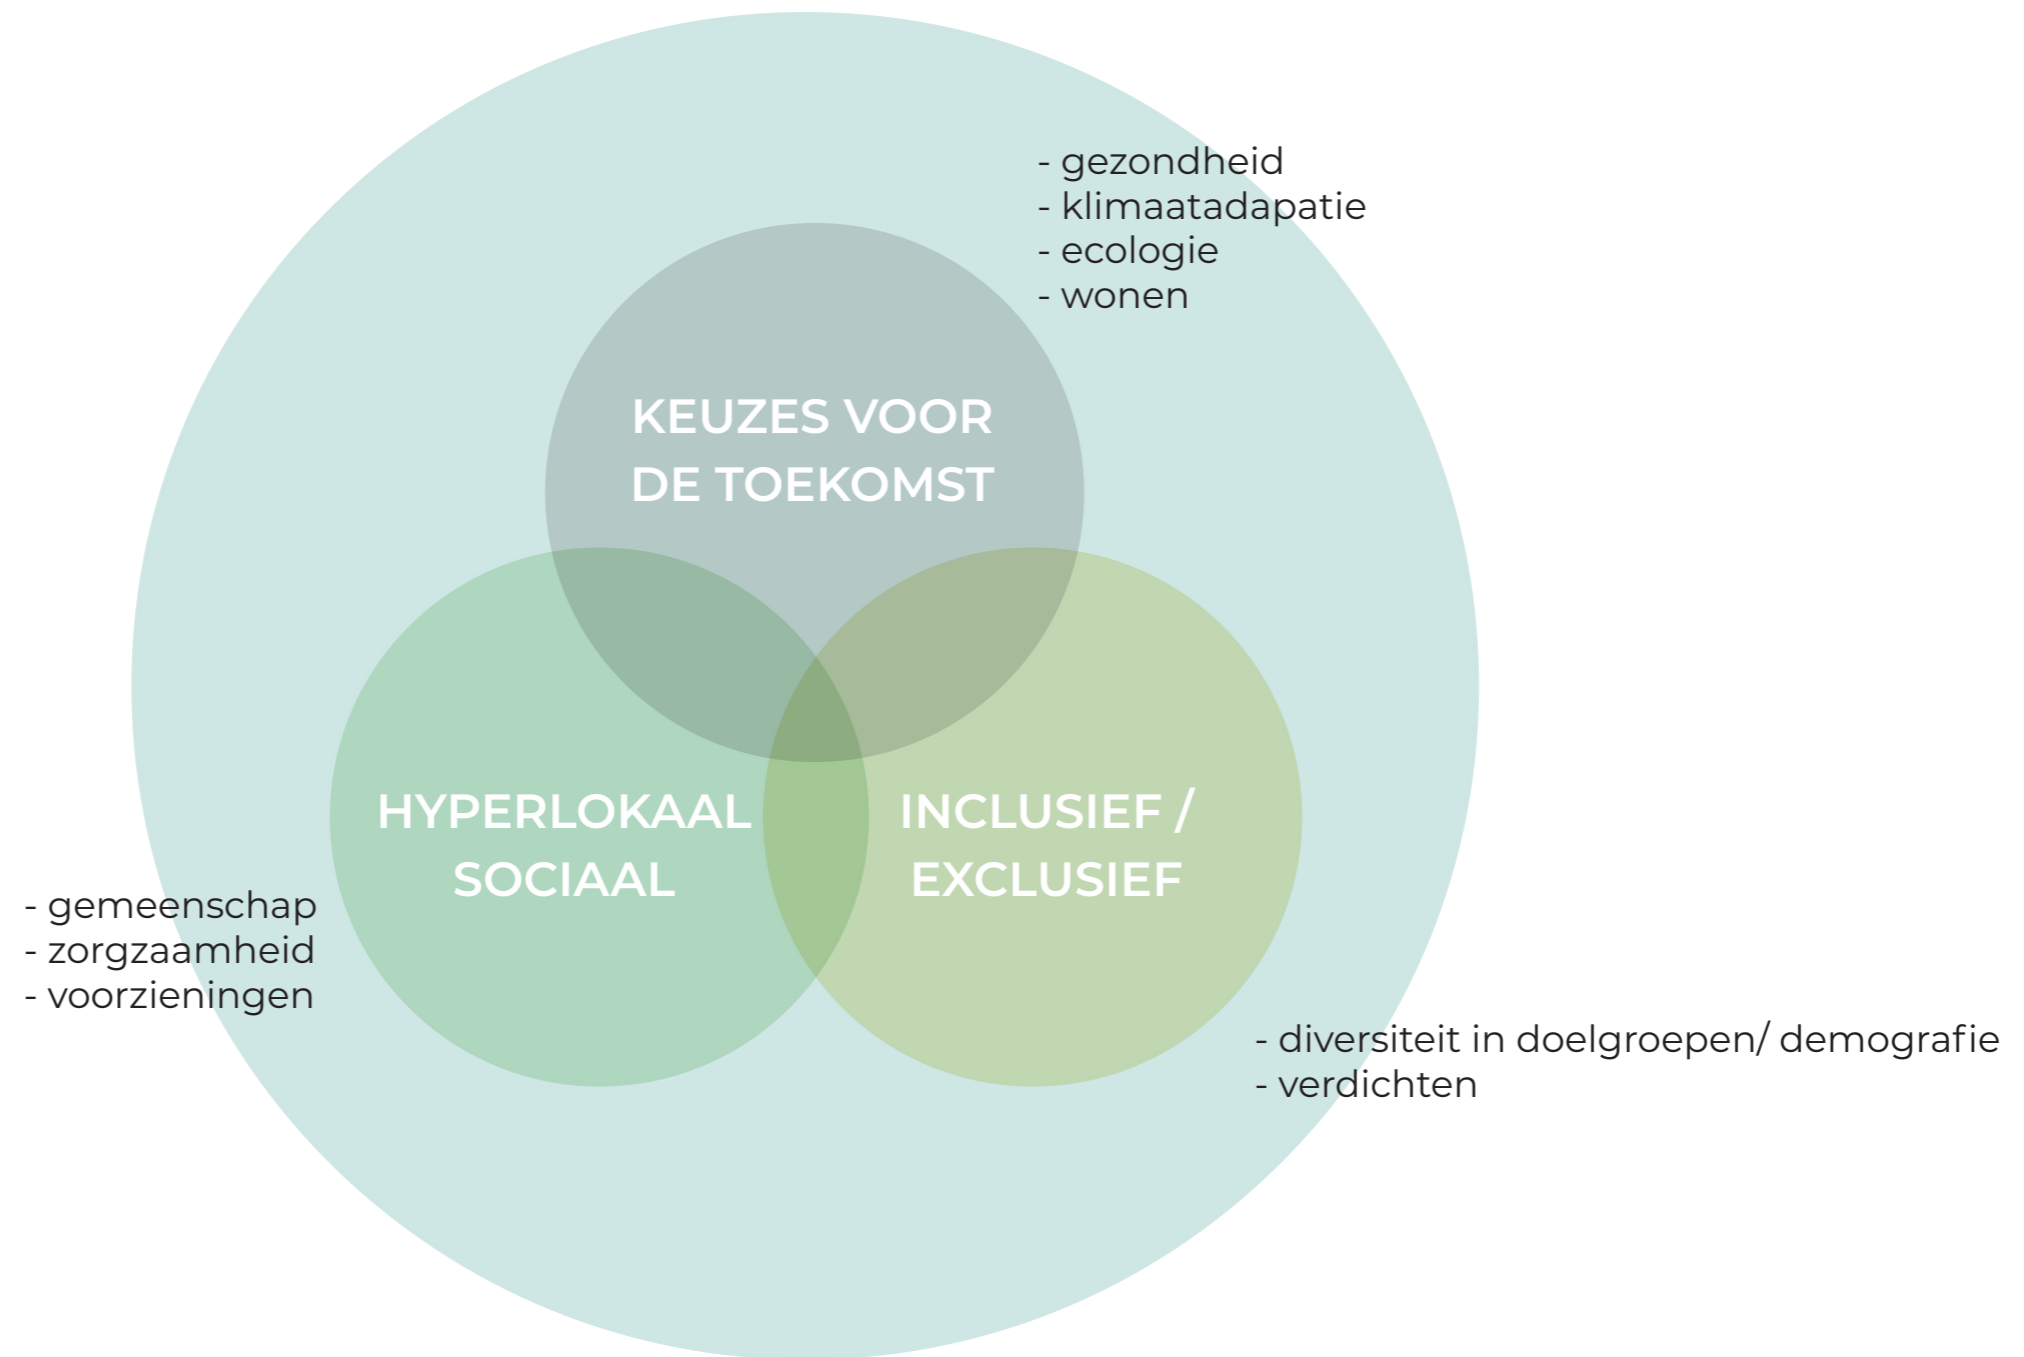 - gezondheid
- klimaatadapatie
- ecologie
- wonen
KEUZES VOOR
DE TOEKOMST
HYPERLOKAAL
SOCIAAL
INCLUSIEF /
EXCLUSIEF
- gemeenschap
- zorgzaamheid
- voorzieningen
- diversiteit in doelgroepen/ demografie
- verdichten